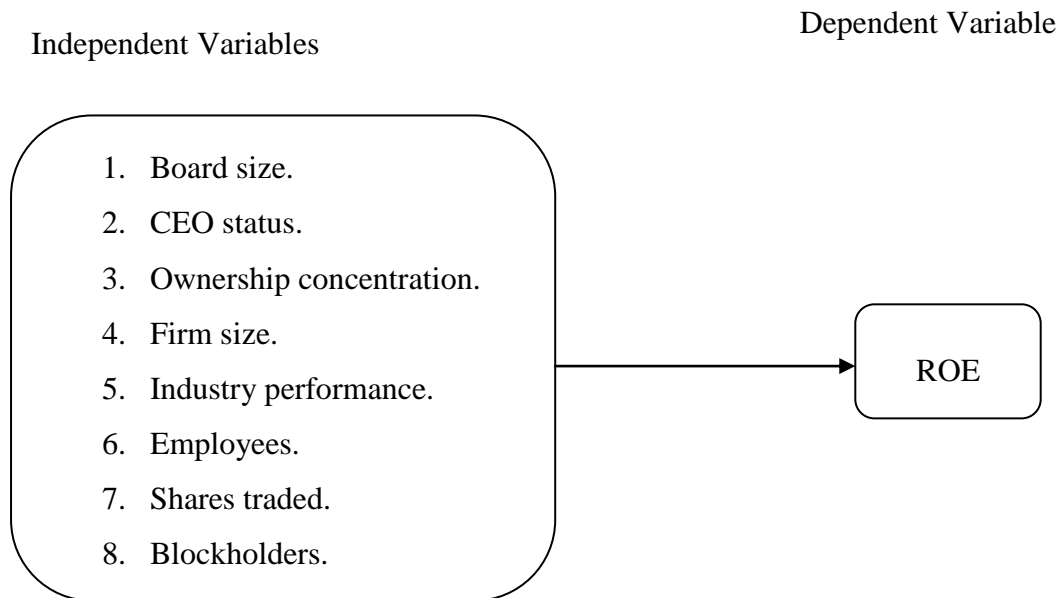 Independent Variables
Dependent Variable
1. Board size.
2. CEO status.
3. Ownership concentration.
4. Firm size.
5. Industry performance.
6. Employees.
7. Shares traded.
8. Blockholders.
ROE